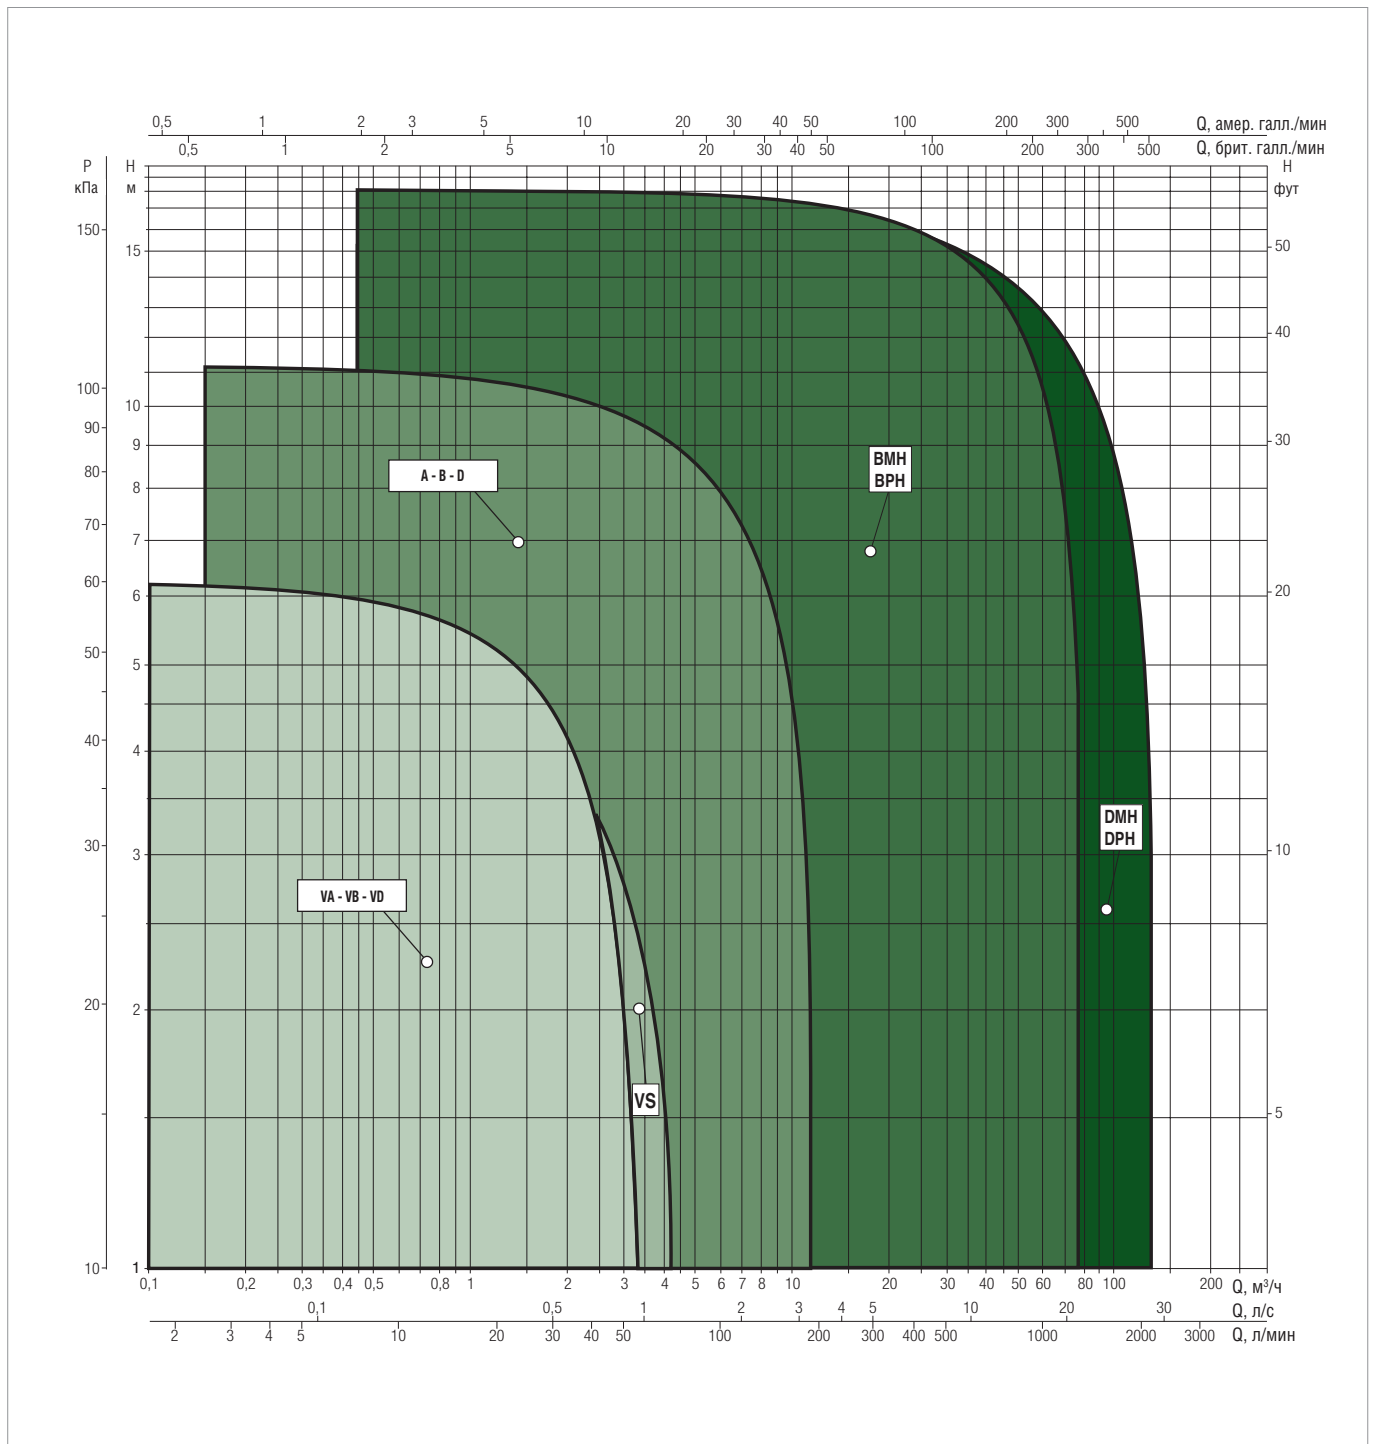 0,5 1 2 3 5 10 20 30 40 50 100 200 300 500 Q, амер. галл./мин
0,5 1 2 5 10 20 30 40 50 100 200 300 500 Q, брит. галл./мин
P H H
кПа м фут
150 15 50
40
100 10
90 9 30
80 8
70 7
60 6 20
50 5
40 4
30 3 10
20 2
5
10 1
A - B - D
BMH
BPH
DMH
DPH
VA - VB - VD
VS
0,1 0,2 0,3 0,4 0,5 0,8 1 2 3 4 5 6 7 8 10 20 30 40 50 60 80 100 200 Q, м³/ч
0,1 0,5 1 2 3 4 5 10 20 30 Q, л/с
2 3 4 5 10 20 30 40 50 100 200 300 400 500 1000 2000 3000 Q, л/мин